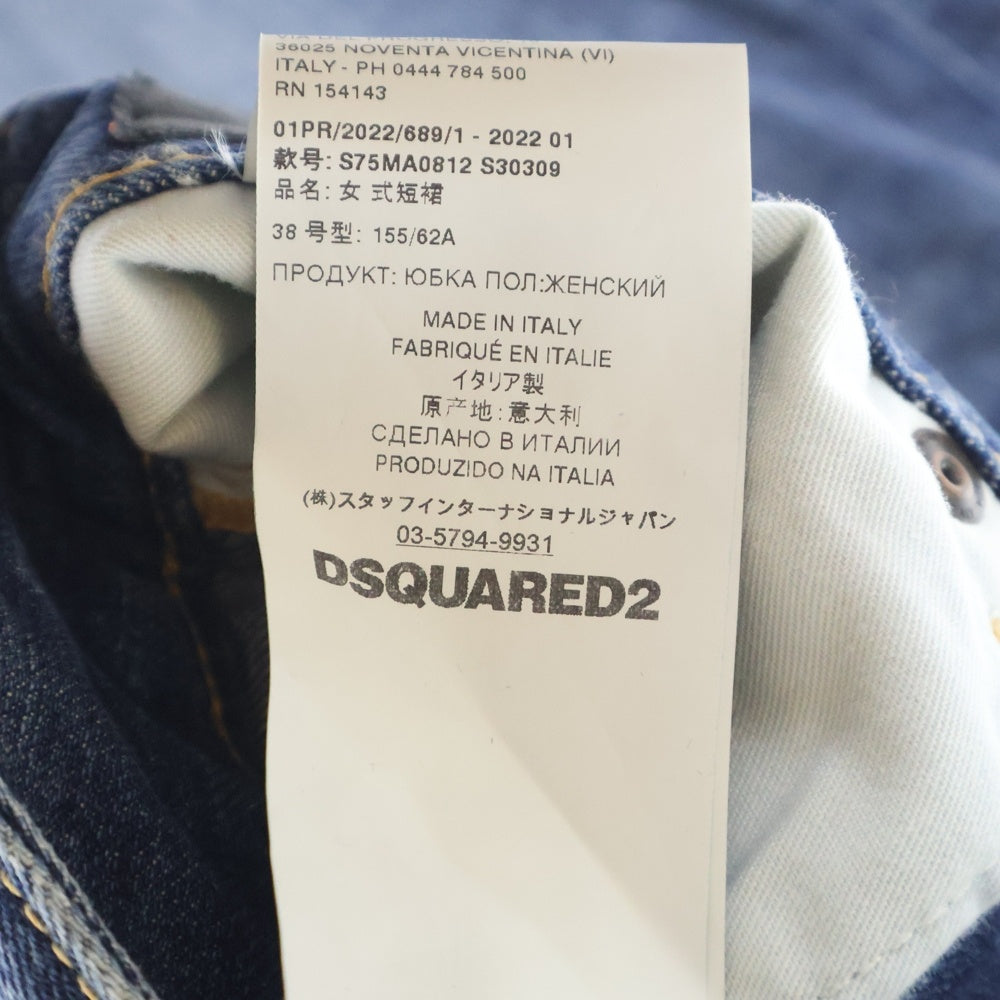 36025 NOVENTA VICENTINA (VI)
ITALY - PH 0444 784 500
RN 154143
01PR/2022/689/1 - 2022 01
款号: S75MA0812 S30309
品名: 女 式短裙
38 号型: 155/62A
ПРОДУКТ: ЮБКА ПОЛ:ЖЕНСКИЙ
MADE IN ITALY
FABRIQUÉ EN ITALIE
イタリア製
原产地:意大利
СДЕЛАНО В ИТАЛИИ
PRODUZIDO NA ITALIA
(株)スタッフインターナショナルジャパン
03-5794-9931
DSQUARED2